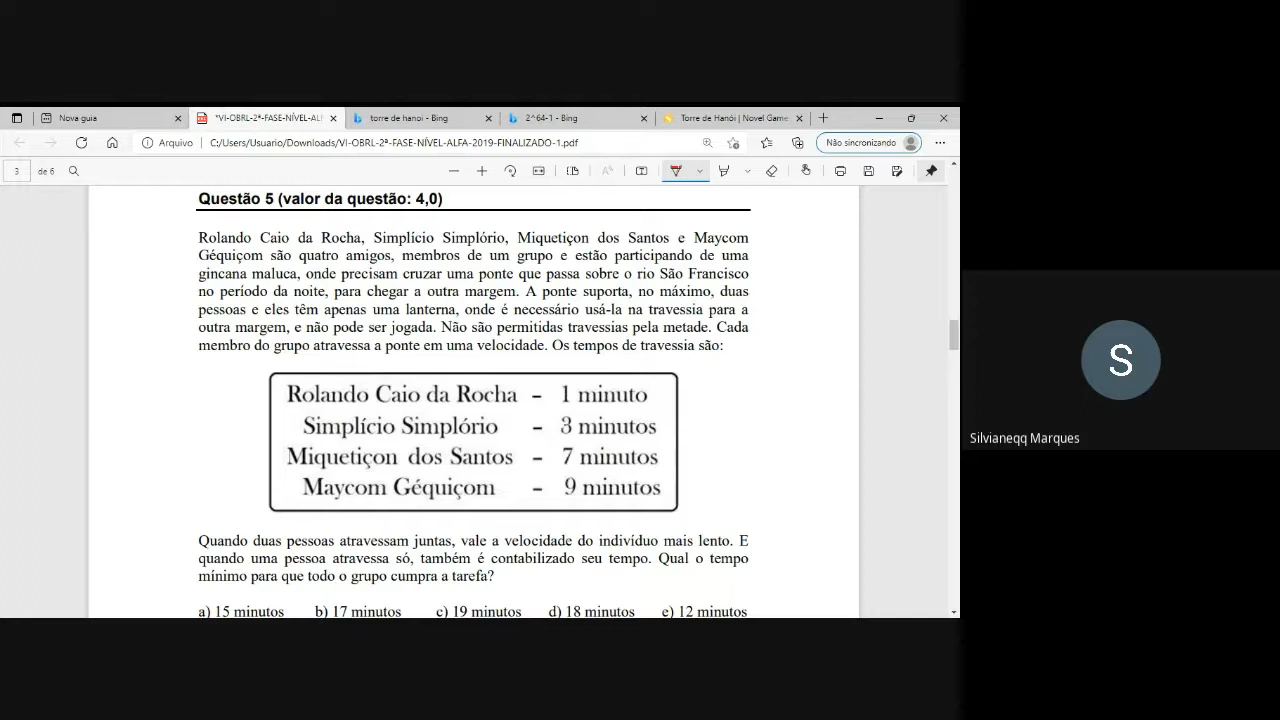 Nova guia
*VI-OBRL-2ª-FASE-NÍVEL-AL
torre de hanoi - Bing
2^64-1 - Bing
Torre de Hanói | Novel Game
Arquivo
C:/Users/Usuario/Downloads/VI-OBRL-2ª-FASE-NÍVEL-ALFA-2019-FINALIZADO-1.pdf
Não sincronizando
3
de 6
Questão 5 (valor da questão: 4,0)
Rolando Caio da Rocha, Simplício Simplório, Miquetiçon dos Santos e Maycom
Géquiçom são quatro amigos, membros de um grupo e estão participando de uma
gincana maluca, onde precisam cruzar uma ponte que passa sobre o rio São Francisco
no período da noite, para chegar a outra margem. A ponte suporta, no máximo, duas
pessoas e eles têm apenas uma lanterna, onde é necessário usá-la na travessia para a
outra margem, e não pode ser jogada. Não são permitidas travessias pela metade. Cada
membro do grupo atravessa a ponte em uma velocidade. Os tempos de travessia são:
Rolando Caio da Rocha - 1 minuto
Simplício Simplório - 3 minutos
Miquetiçon dos Santos - 7 minutos
Maycom Géquiçom - 9 minutos
Quando duas pessoas atravessam juntas, vale a velocidade do indivíduo mais lento. E
quando uma pessoa atravessa só, também é contabilizado seu tempo. Qual o tempo
mínimo para que todo o grupo cumpra a tarefa?
a) 15 minutos b) 17 minutos c) 19 minutos d) 18 minutos e) 12 minutos
S
Silvianeqq Marques